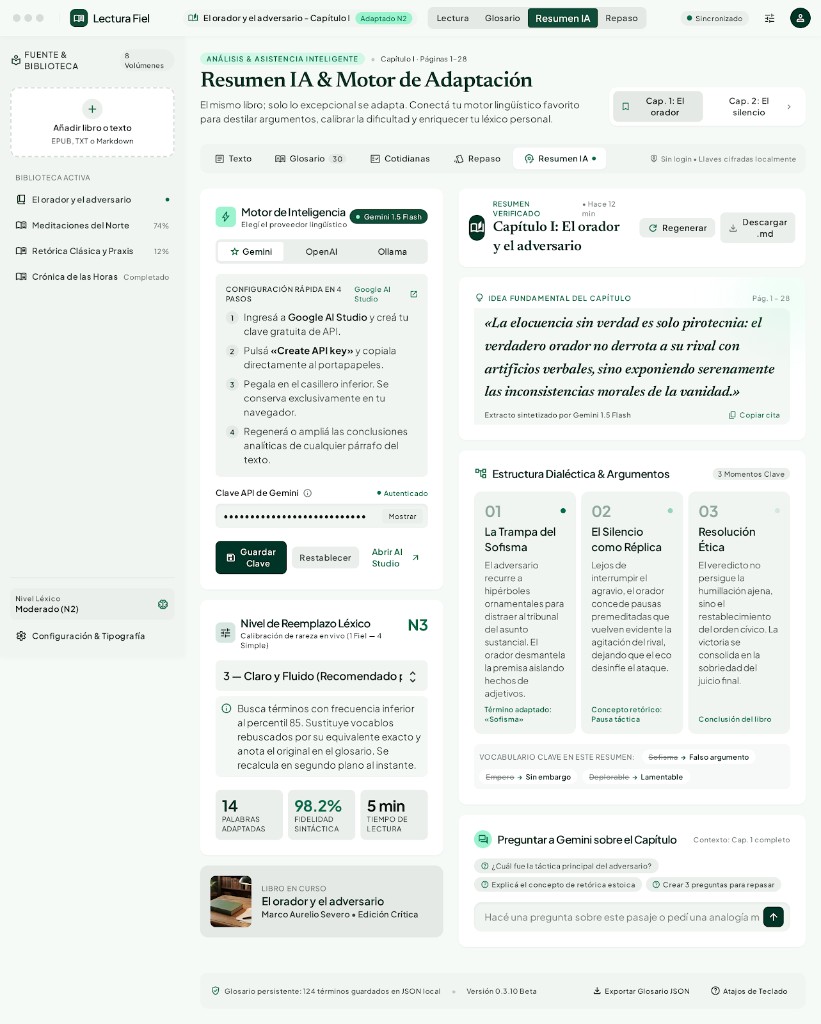 Lectura Fiel
El orador y el adversario - Capítulo I
Adaptado N2
Lectura
Glosario
Resumen IA
Repaso
Sincronizado
FUENTE &
BIBLIOTECA
8
Volúmenes
Añadir libro o texto
EPUB, TXT o Markdown
BIBLIOTECA ACTIVA
El orador y el adversario
Meditaciones del Norte 74%
Retórica Clásica y Praxis 12%
Crónica de las Horas Completado
Nivel Léxico
Moderado (N2)
Configuración & Tipografía
ANÁLISIS & ASISTENCIA INTELIGENTE • Capítulo I · Páginas 1–28
Resumen IA & Motor de Adaptación
El mismo libro; solo lo excepcional se adapta. Conectá tu motor lingüístico favorito
para destilar argumentos, calibrar la dificultad y enriquecer tu léxico personal.
Cap. 1: El
orador
Cap. 2: El
silencio
Texto
Glosario 30
Cotidianas
Repaso
Resumen IA •
Sin login • Llaves cifradas localmente
Motor de Inteligencia
Elegí el proveedor lingüístico
• Gemini 1.5 Flash
Gemini
OpenAI
Ollama
CONFIGURACIÓN RÁPIDA EN 4
PASOS
Google AI
Studio
1 Ingresá a Google AI Studio y creá tu
clave gratuita de API.
2 Pulsá «Create API key» y copiala
directamente al portapapeles.
3 Pegala en el casillero inferior. Se
conserva exclusivamente en tu
navegador.
4 Regenerá o ampliá las conclusiones
analíticas de cualquier párrafo del
texto.
Clave API de Gemini
• Autenticado
Mostrar
Guardar
Clave
Restablecer
Abrir AI
Studio
Nivel de Reemplazo Léxico
Calibración de rareza en vivo (1 Fiel — 4
Simple)
N3
3 — Claro y Fluido (Recomendado p
Busca términos con frecuencia inferior
al percentil 85. Sustituye vocablos
rebuscados por su equivalente exacto y
anota el original en el glosario. Se
recalcula en segundo plano al instante.
14
PALABRAS
ADAPTADAS
98.2%
FIDELIDAD
SINTÁCTICA
5 min
TIEMPO DE
LECTURA
LIBRO EN CURSO
El orador y el adversario
Marco Aurelio Severo • Edición Crítica
RESUMEN
VERIFICADO
• Hace 12
min
Capítulo I: El orador
y el adversario
Regenerar
Descargar
.md
IDEA FUNDAMENTAL DEL CAPÍTULO
Pág. 1 - 28
«La elocuencia sin verdad es solo pirotecnia: el
verdadero orador no derrota a su rival con
artificios verbales, sino exponiendo serenamente
las inconsistencias morales de la vanidad.»
Extracto sintetizado por Gemini 1.5 Flash
Copiar cita
Estructura Dialéctica & Argumentos
3 Momentos Clave
01
La Trampa del
Sofisma
El adversario
recurre a
hipérboles
ornamentales para
distraer al tribunal
del asunto
sustancial. El
orador desmantela
la premisa aislando
hechos de
adjetivos.
Término adaptado:
«Sofisma»
02
El Silencio
como Réplica
Lejos de
interrumpir el
agravio, el orador
concede pausas
premeditadas que
vuelven evidente la
agitación del rival,
dejando que el eco
desinfle el ataque.
Concepto retórico:
Pausa táctica
03
Resolución
Ética
El veredicto no
persigue la
humillación ajena,
sino el
restablecimiento
del orden cívico. La
victoria se
consolida en la
sobriedad del
juicio final.
Conclusión del libro
VOCABULARIO CLAVE EN ESTE RESUMEN: Sofisma → Falso argumento
Empero → Sin embargo Deplorable → Lamentable
Preguntar a Gemini sobre el Capítulo
Contexto: Cap. 1 completo
¿Cuál fue la táctica principal del adversario?
Explicá el concepto de retórica estoica
Crear 3 preguntas para repasar
Hacé una pregunta sobre este pasaje o pedí una analogía m
Glosario persistente: 124 términos guardados en JSON local • Versión 0.3.10 Beta
Exportar Glosario JSON
Atajos de Teclado